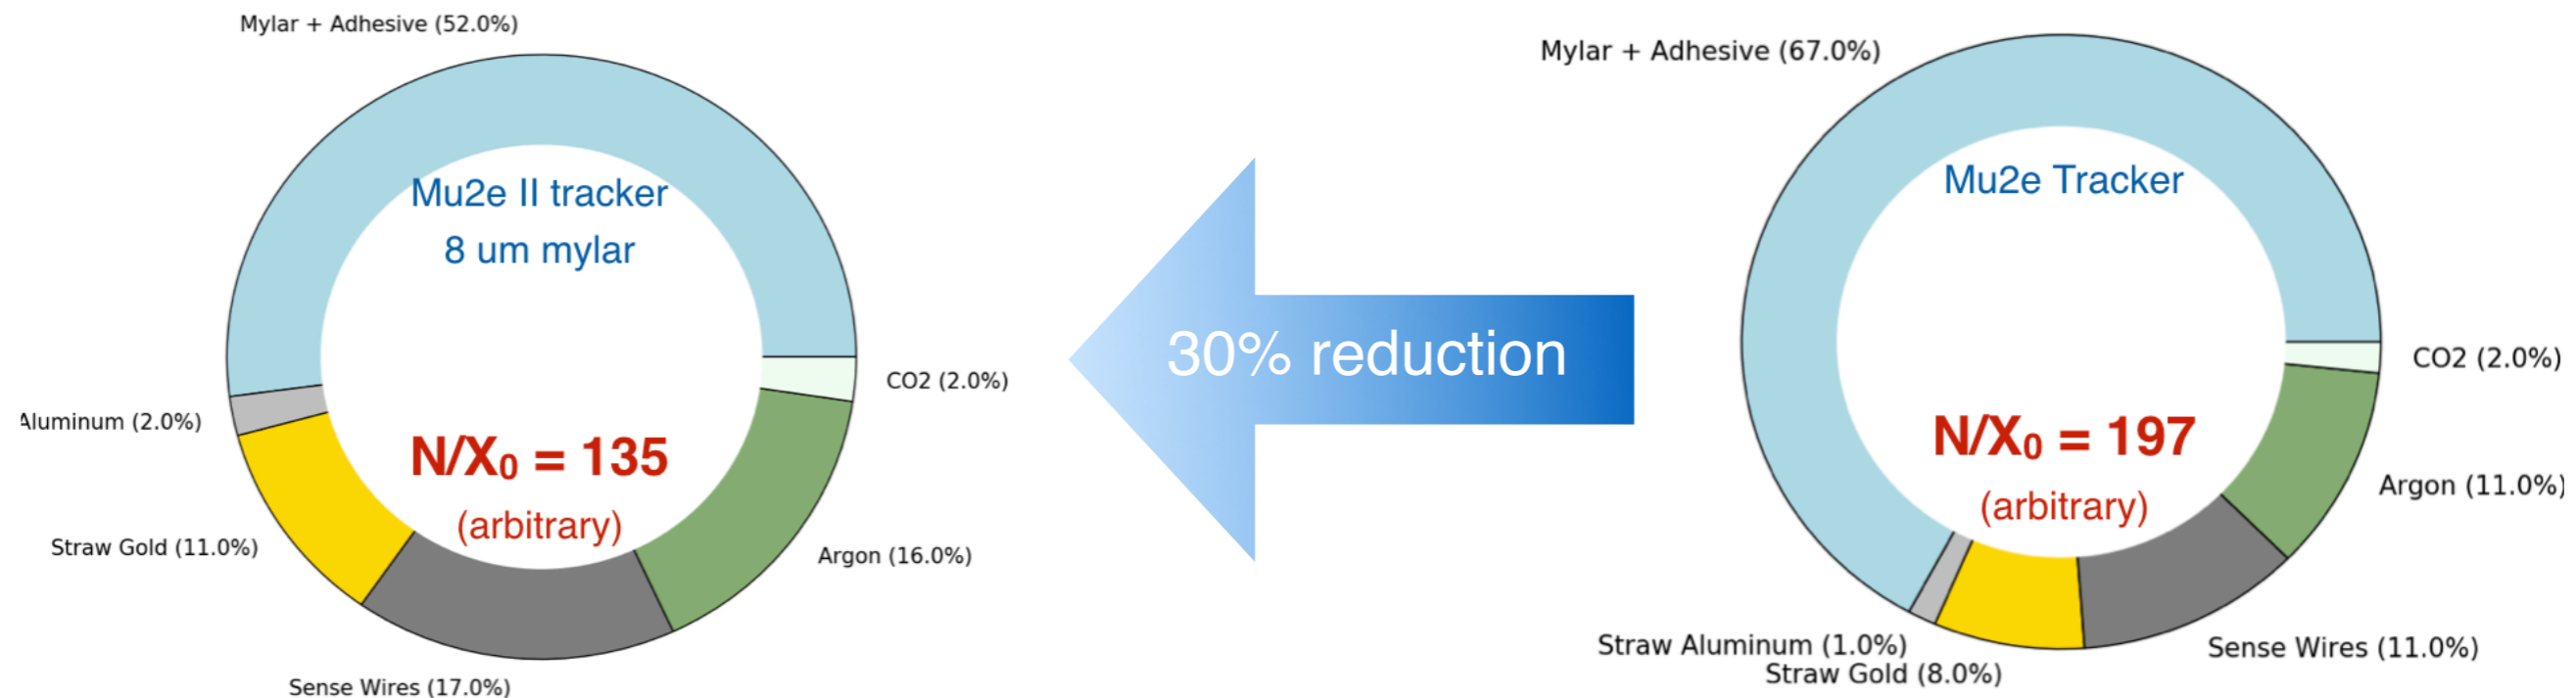 Mylar + Adhesive (52.0%)
Mu2e II tracker
8 um mylar
CO2 (2.0%)
Aluminum (2.0%)
N/X₀ = 135
(arbitrary)
Straw Gold (11.0%)
Argon (16.0%)
Sense Wires (17.0%)
30% reduction
Mylar + Adhesive (67.0%)
Mu2e Tracker
CO2 (2.0%)
N/X₀ = 197
(arbitrary)
Argon (11.0%)
Straw Aluminum (1.0%)
Sense Wires (11.0%)
Straw Gold (8.0%)